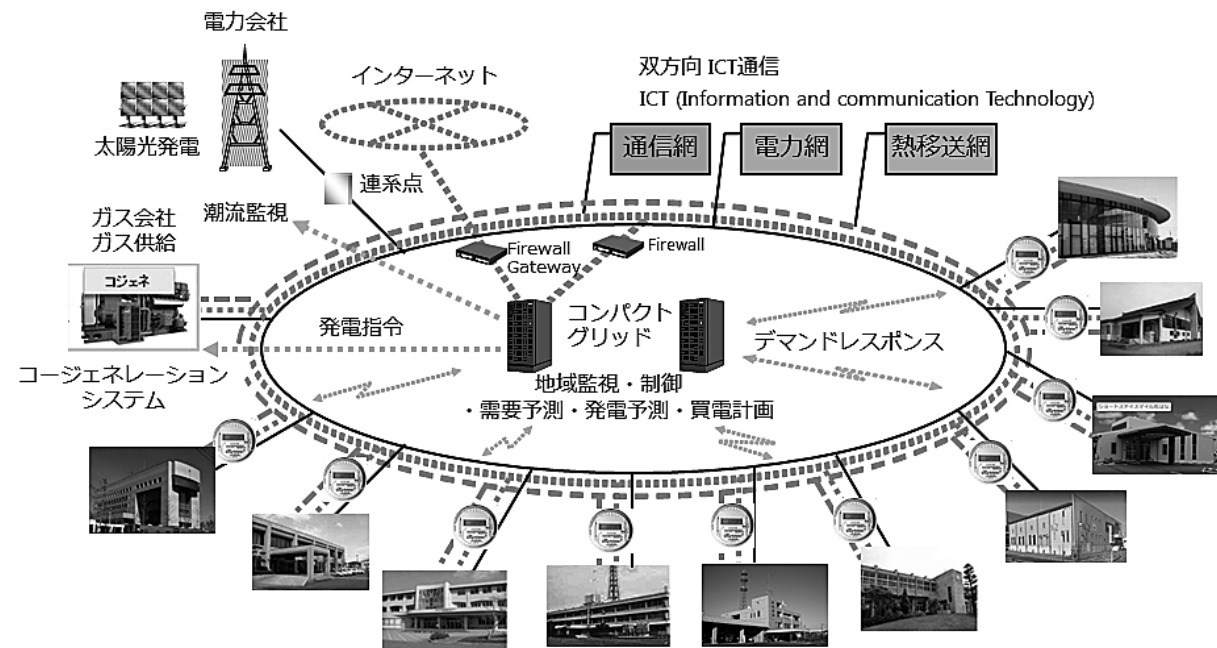 電力会社
インターネット
双方向 ICT通信
ICT (Information and communication Technology)
通信網
電力網
熱移送網
太陽光発電
連系点
潮流監視
ガス会社
ガス供給
Firewall
Gateway
Firewall
コジェネ
発電指令
コンパクト
グリッド
デマンドレスポンス
コージェネレーション
システム
地域監視・制御
・需要予測・発電予測・買電計画